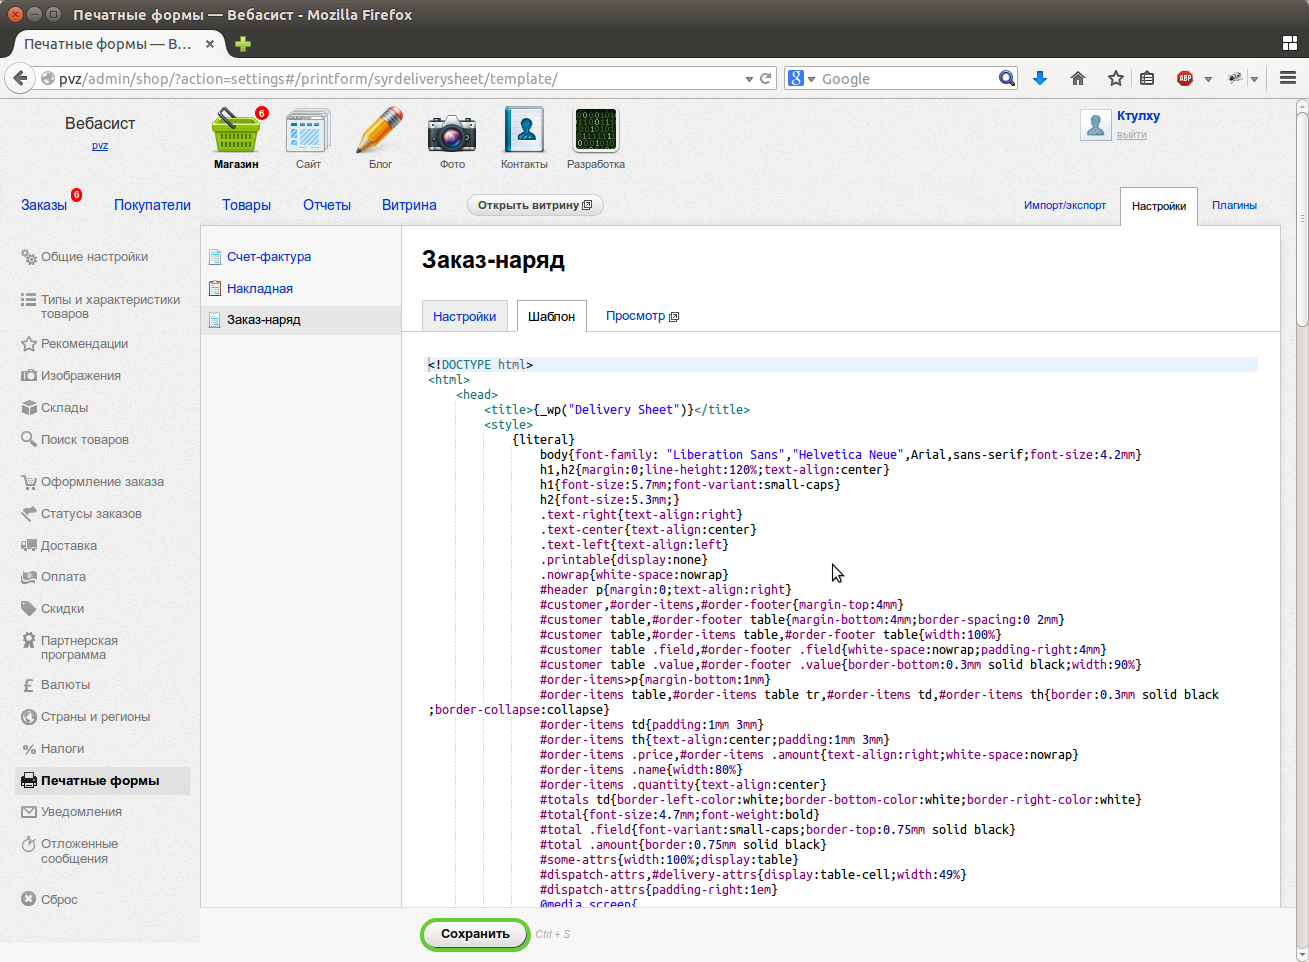 Печатные формы — Вебасист - Mozilla Firefox
Печатные формы — В...
pvz/admin/shop/?action=settings#/printform/syrdeliverysheet/template/
8 Google
ABP
Вебасист
pvz
6
Магазин
Сайт
Блог
Фото
Контакты
Разработка
Ктулху
выйти
Заказы 6
Покупатели
Товары
Отчеты
Витрина
Открыть витрину
Импорт/экспорт
Настройки
Плагины
Общие настройки
Типы и характеристики
товаров
Рекомендации
Изображения
Склады
Поиск товаров
Оформление заказа
Статусы заказов
Доставка
Оплата
Скидки
Партнерская
программа
Валюты
Страны и регионы
Налоги
Печатные формы
Уведомления
Отложенные
сообщения
Сброс
Счет-фактура
Накладная
Заказ-наряд
Заказ-наряд
Настройки
Шаблон
Просмотр
<!DOCTYPE html>
<html>
<head>
<title>{_wp("Delivery Sheet")}</title>
<style>
{literal}
body{font-family: "Liberation Sans","Helvetica Neue",Arial,sans-serif;font-size:4.2mm}
h1,h2{margin:0;line-height:120%;text-align:center}
h1{font-size:5.7mm;font-variant:small-caps}
h2{font-size:5.3mm;}
.text-right{text-align:right}
.text-center{text-align:center}
.text-left{text-align:left}
.printable{display:none}
.nowrap{white-space:nowrap}
#header p{margin:0;text-align:right}
#customer,#order-items,#order-footer{margin-top:4mm}
#customer table,#order-footer table{margin-bottom:4mm;border-spacing:0 2mm}
#customer table,#order-items table,#order-footer table{width:100%}
#customer table .field,#order-footer .field{white-space:nowrap;padding-right:4mm}
#customer table .value,#order-footer .value{border-bottom:0.3mm solid black;width:90%}
#order-items>p{margin-bottom:1mm}
#order-items table,#order-items table tr,#order-items td,#order-items th{border:0.3mm solid black
;border-collapse:collapse}
#order-items td{padding:1mm 3mm}
#order-items th{text-align:center;padding:1mm 3mm}
#order-items .price,#order-items .amount{text-align:right;white-space:nowrap}
#order-items .name{width:80%}
#order-items .quantity{text-align:center}
#totals td{border-left-color:white;border-bottom-color:white;border-right-color:white}
#total{font-size:4.7mm;font-weight:bold}
#total .field{font-variant:small-caps;border-top:0.75mm solid black}
#total .amount{border:0.75mm solid black}
#some-attrs{width:100%;display:table}
#dispatch-attrs,#delivery-attrs{display:table-cell;width:49%}
#dispatch-attrs{padding-right:1em}
@media screen{
Сохранить
Ctrl + S